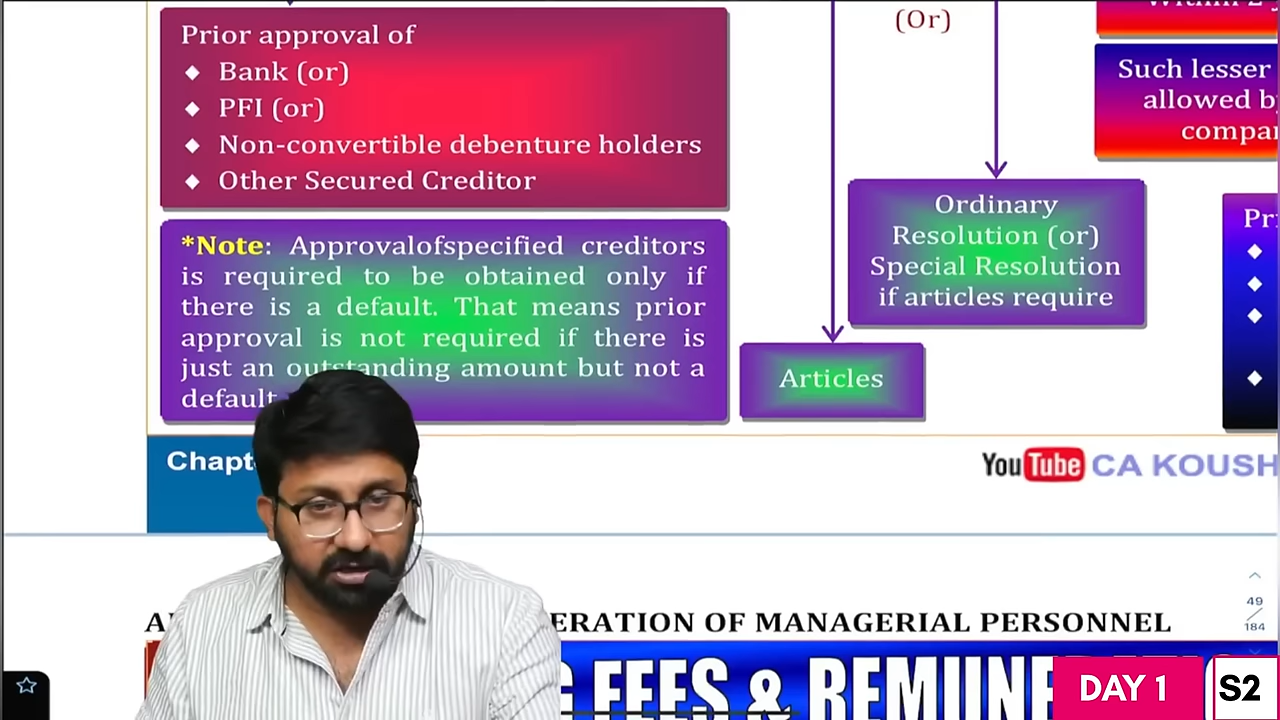 Prior approval of
◆ Bank (or)
◆ PFI (or)
◆ Non-convertible debenture holders
◆ Other Secured Creditor
*Note: Approvalofspecified creditors
is required to be obtained only if
there is a default. That means prior
approval is not required if there is
just an outstanding amount but not a
default
(Or)
Ordinary
Resolution (or)
Special Resolution
if articles require
Articles
Such lesser
allowed b
compa
Pr
Chapt
YouTube CA KOUSH
49
184
ERATION OF MANAGERIAL PERSONNEL
G FEES & REMUNE
DAY 1
S2